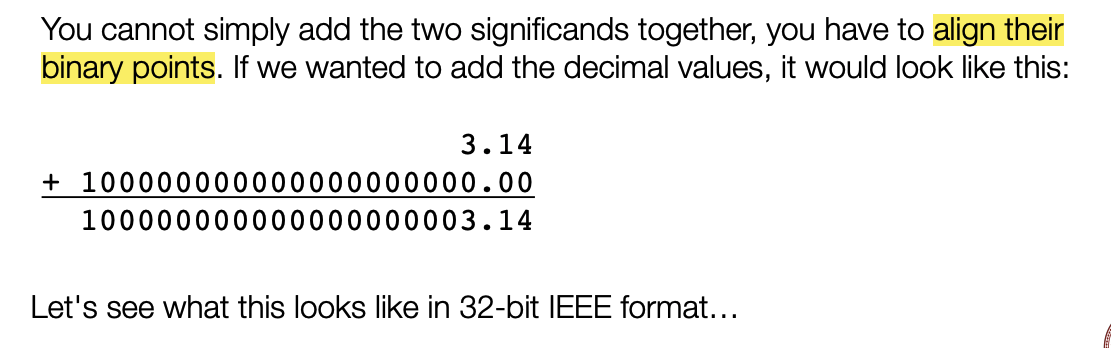 You cannot simply add the two significands together, you have to align their
binary points. If we wanted to add the decimal values, it would look like this:
3.14
+ 100000000000000000000.00
100000000000000000003.14
Let's see what this looks like in 32-bit IEEE format…